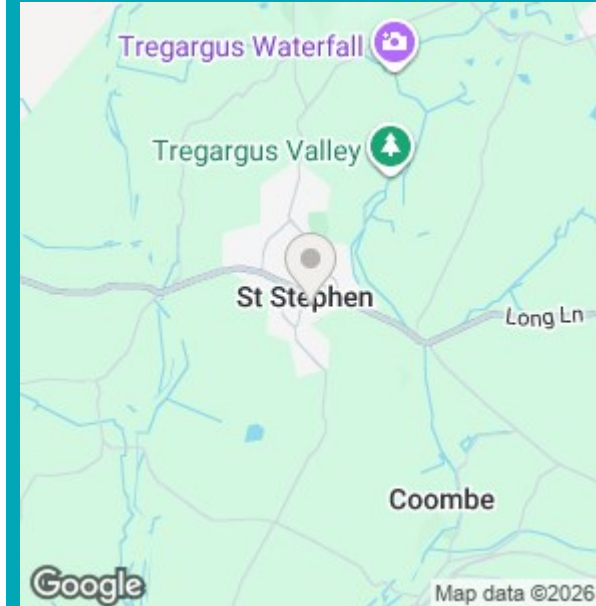 Tregargus Waterfall
Tregargus Valley
St Stephen
Long Ln
Coombe
Google
Map data ©2026